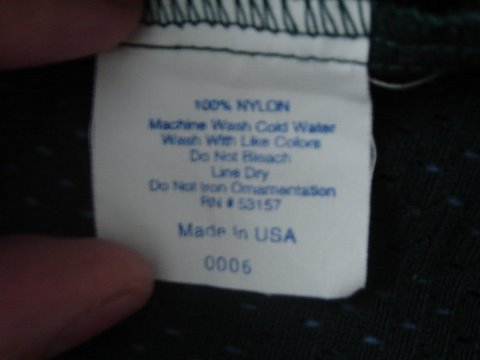 100% NYLON
Machine Wash Cold Water
Wash With Like Colors
Do Not Bleach
Line Dry
Do Not Iron Ornamentation
RN # 53157
Made In USA
0006